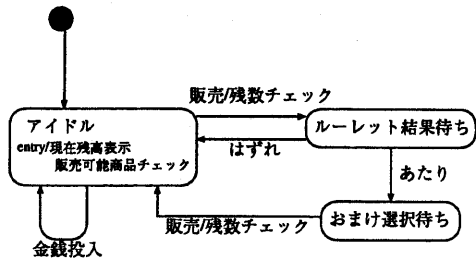 販売/残数チェック
アイドル
entry/現在残高表示
販売可能商品チェック
ルーレット結果待ち
はずれ
あたり
おまけ選択待ち
販売/残数チェック
金銭投入